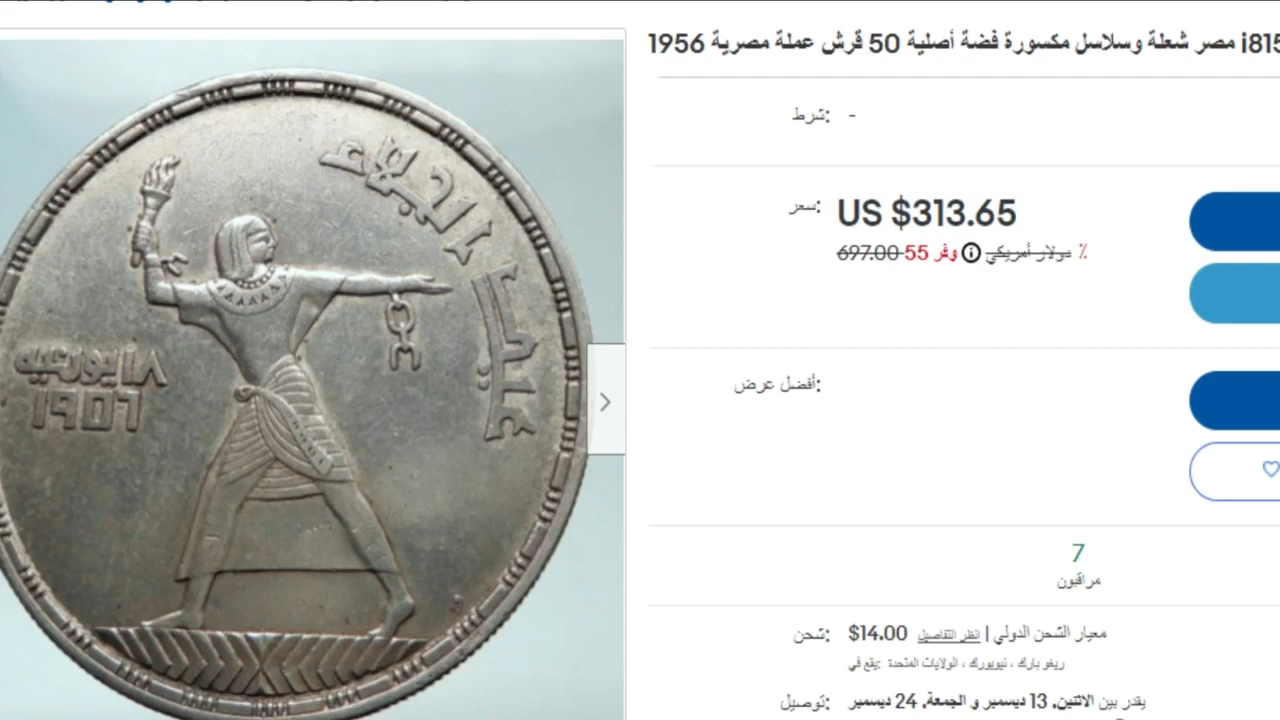 عيد الجلاء
١٨ يونيه
١٩٥٦
i815 مصر شعلة وسلاسل مكسورة فضة أصلية 50 قرش عملة مصرية 1956
شرط: -
سعر: US $313.65
697.00 دولار أمريكي وفر 55 ٪
أفضل عرض:
7
مراقبون
شحن: $14.00 معيار الشحن الدولي | انظر التفاصيل
يقع في: ريغو بارك ، نيويورك ، الولايات المتحدة
توصيل: يقدر بين الاثنين. 13 ديسمبر و الجمعة. 24 ديسمبر